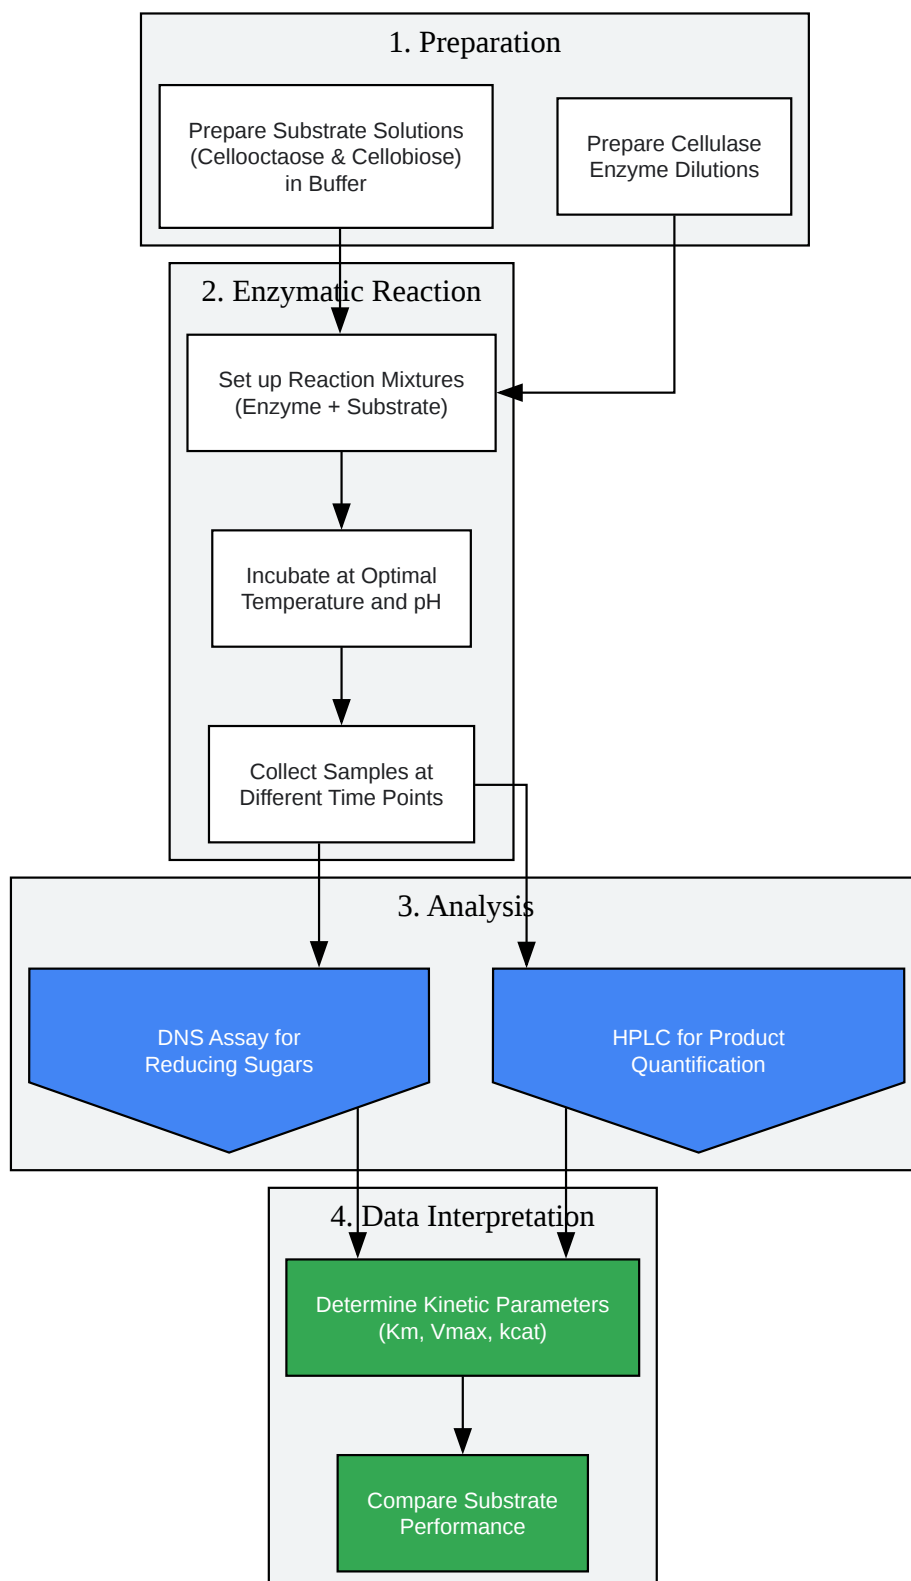 1. Preparation
Prepare Substrate Solutions
(Cellooctaose & Cellobiose)
in Buffer
Prepare Cellulase
Enzyme Dilutions
2. Enzymatic Reaction
Set up Reaction Mixtures
(Enzyme + Substrate)
Incubate at Optimal
Temperature and pH
Collect Samples at
Different Time Points
3. Analysis
DNS Assay for
Reducing Sugars
HPLC for Product
Quantification
4. Data Interpretation
Determine Kinetic Parameters
(Km, Vmax, kcat)
Compare Substrate
Performance